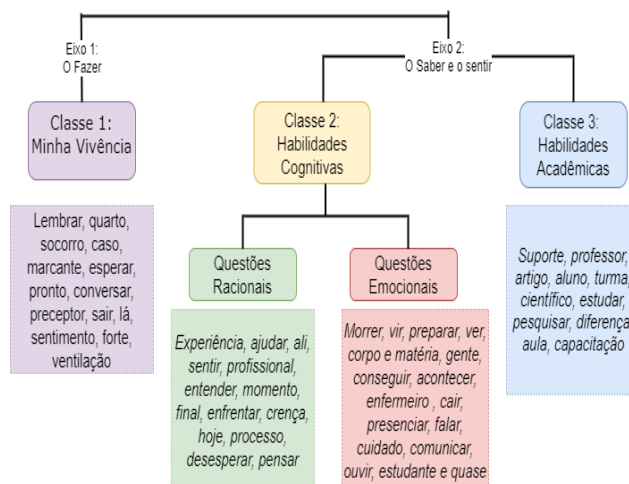 Eixo 1:
O Fazer
Eixo 2:
O Saber e o sentir
Classe 1:
Minha Vivência
Classe 2:
Habilidades
Cognitivas
Classe 3:
Habilidades
Acadêmicas
Lembrar, quarto,
socorro, caso,
marcante, esperar,
pronto, conversar,
preceptor, sair, lá,
sentimento, forte,
ventilação
Questões
Racionais
Experiência, ajudar, ali,
sentir, profissional,
entender, momento,
final, enfrentar, crença,
hoje, processo,
desesperar, pensar
Questões
Emocionais
Morrer, vir, preparar, ver,
corpo e matéria, gente,
conseguir, acontecer,
enfermeiro , cair,
presenciar, falar,
cuidado, comunicar,
ouvir, estudante e quase
Suporte, professor,
artigo, aluno, turma,
científico, estudar,
pesquisar, diferença,
aula, capacitação